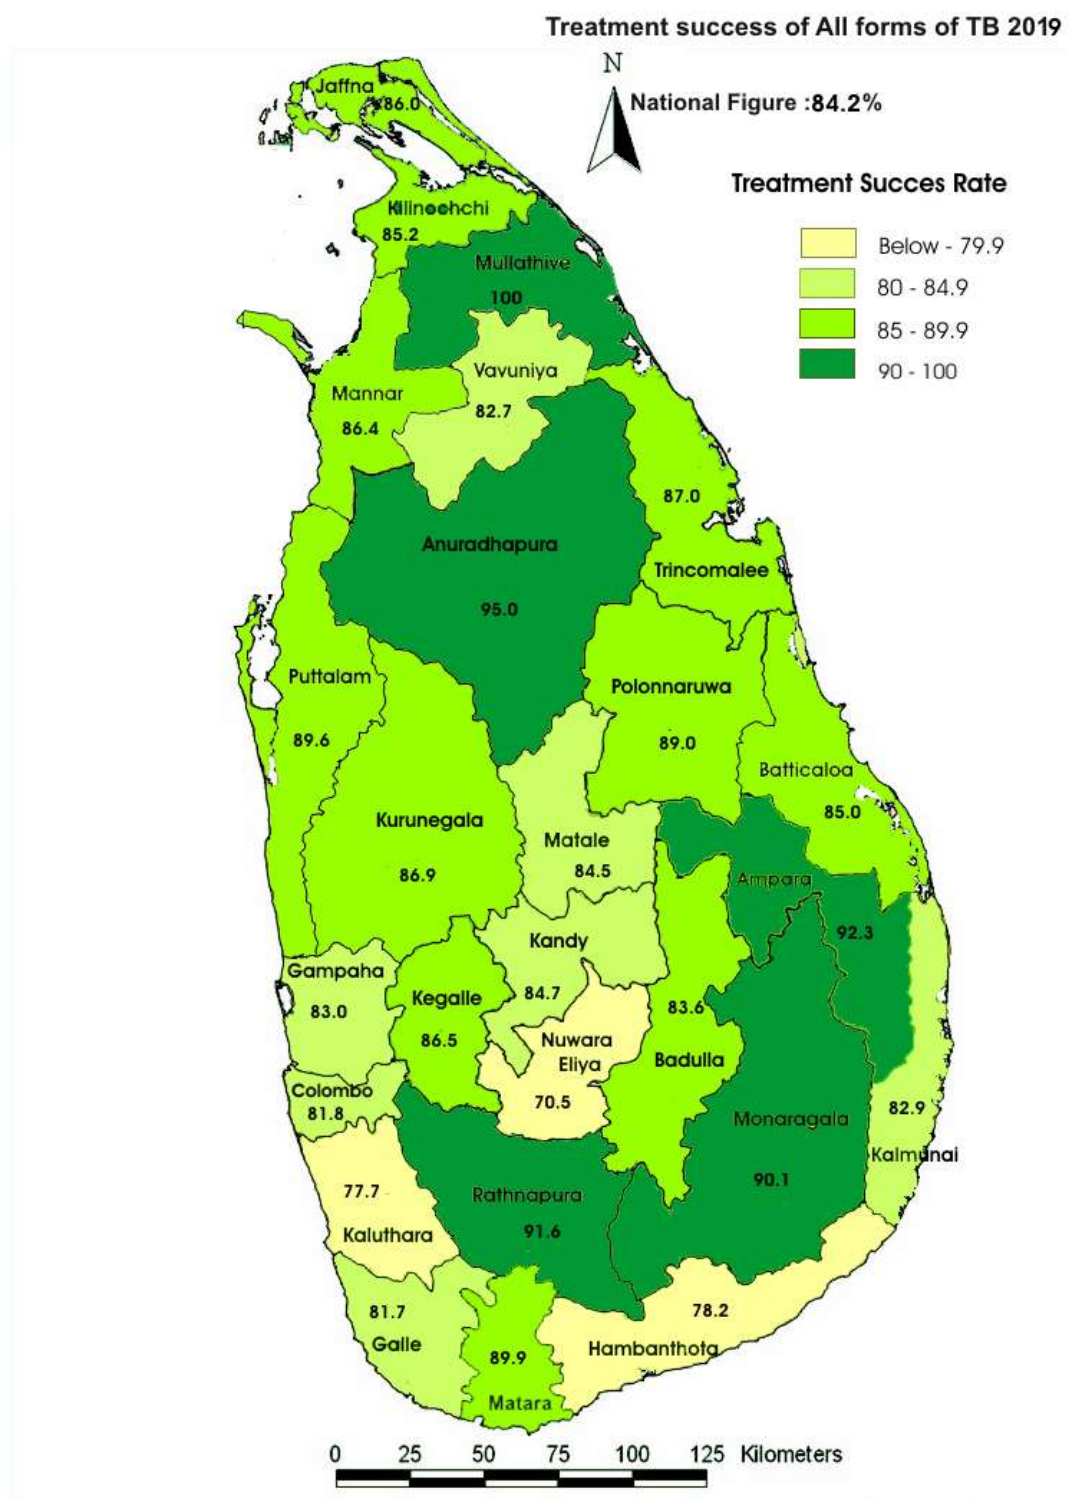 Treatment success of All forms of TB 2019
N
National Figure :84.2%
Treatment Succes Rate
Below - 79.9
80 - 84.9
85 - 89.9
90 - 100
Jaffna
86.0
Kilinochchi
85.2
Mullathive
100
Vavuniya
82.7
Mannar
86.4
87.0
Trincomalee
Anuradhapura
95.0
Puttalam
89.6
Polonnaruwa
89.0
Batticaloa
85.0
Kurunegala
86.9
Matale
84.5
Ampara
92.3
Kandy
84.7
Gampaha
83.0
Kegalle
86.5
83.6
Badulla
Nuwara
Eliya
70.5
Colombo
81.8
Monaragala
90.1
82.9
Kalmunai
77.7
Kaluthara
Rathnapura
91.6
81.7
Galle
89.9
Matara
78.2
Hambanthota
0 25 50 75 100 125 Kilometers